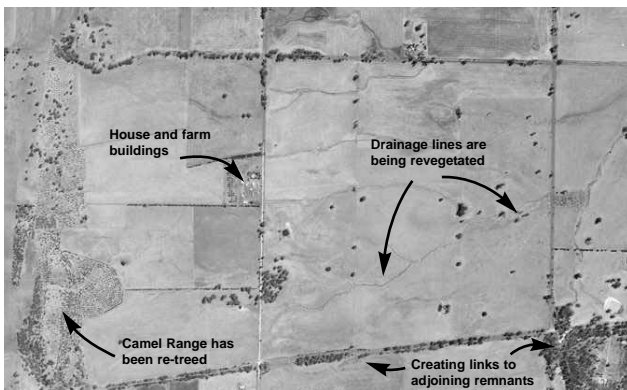 House and farm
buildings
Drainage lines are
being revegetated
Camel Range has
been re-treed
Creating links to
adjoining remnants